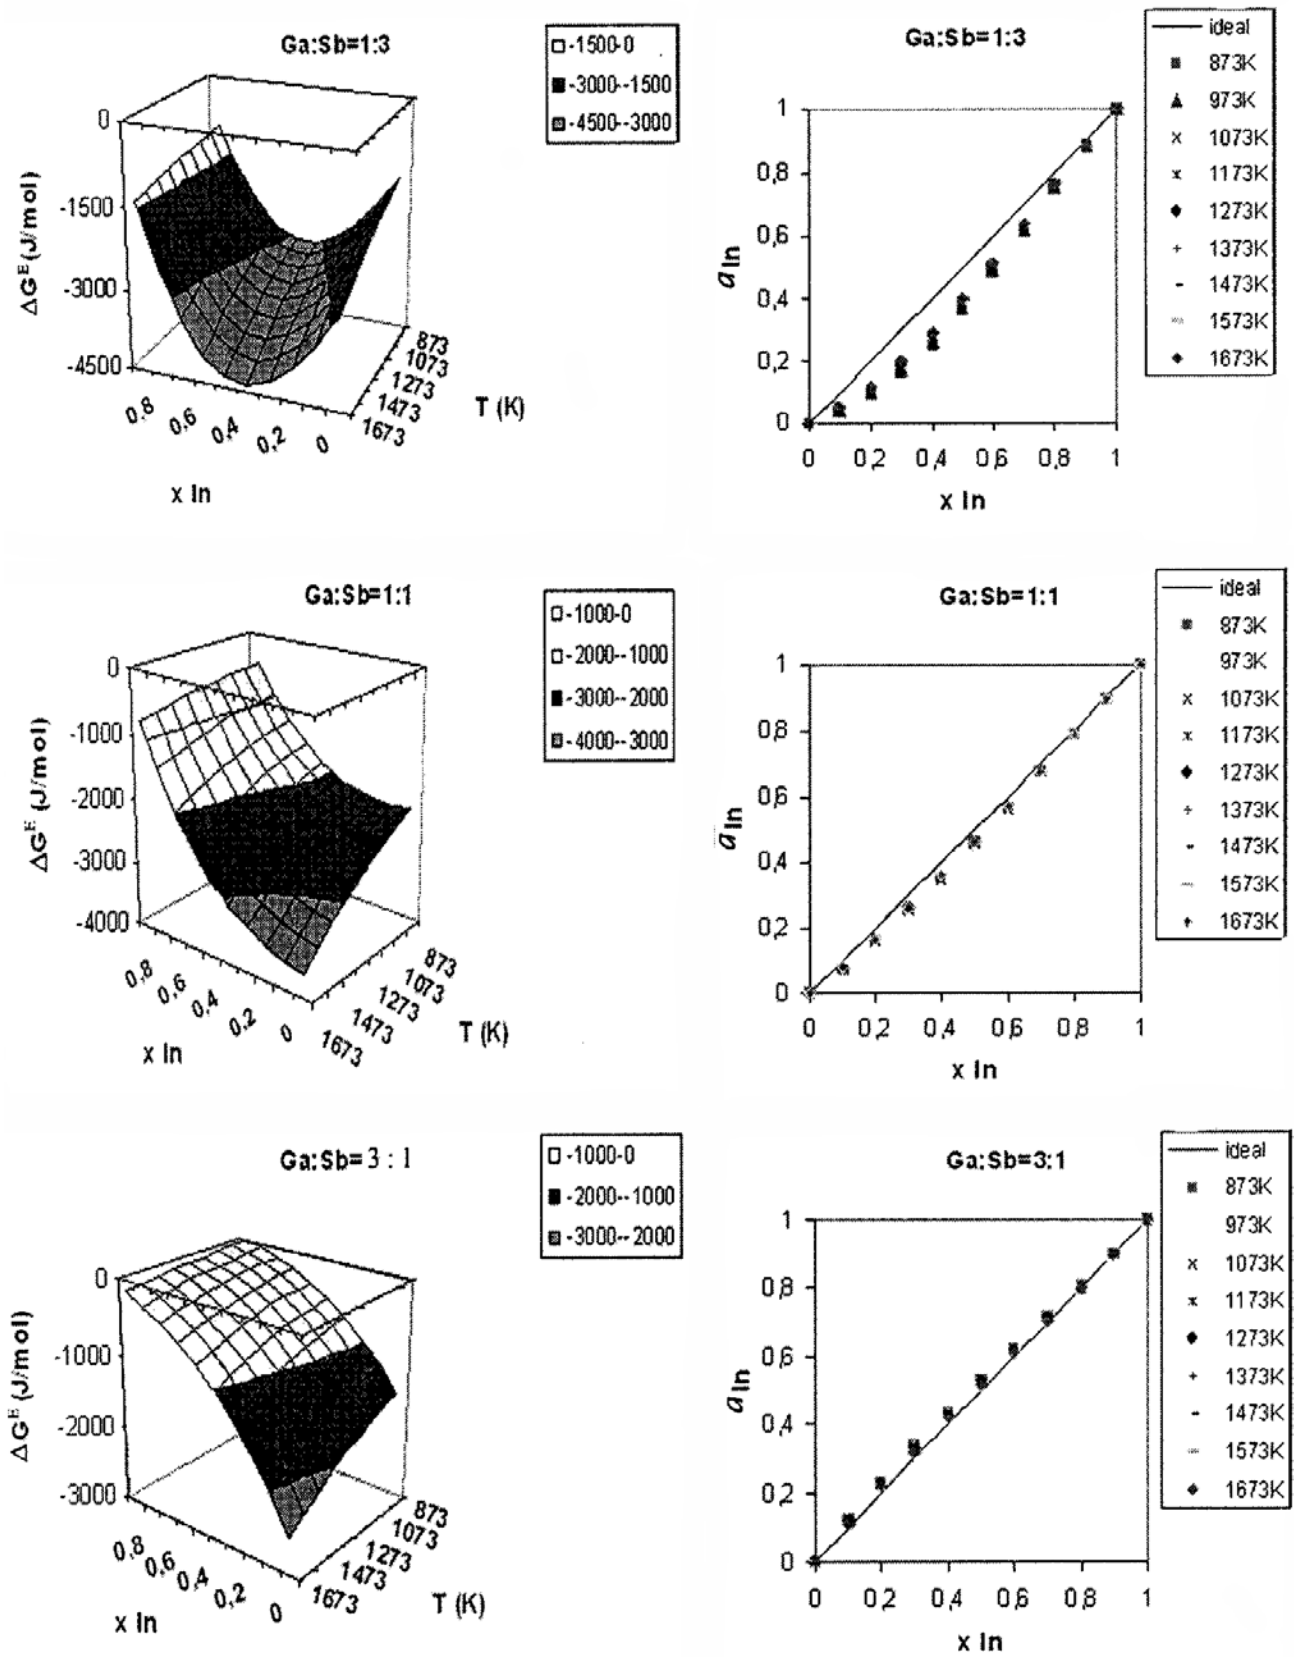 Ga:Sb=1:3
-1500-0
-3000--1500
-4500--3000
0
-1500
-3000
-4500
ΔG^E (J/mol)
0,8
0,6
0,4
0,2
0
x In
873
1073
1273
1473
1673
T (K)
Ga:Sb=1:3
ideal
873K
973K
1073K
1173K
1273K
1373K
1473K
1573K
1673K
1
0,8
0,6
0,4
0,2
0
a In
0 0,2 0,4 0,6 0,8 1
x In
Ga:Sb=1:1
-1000-0
-2000--1000
-3000--2000
-4000--3000
0
-1000
-2000
-3000
-4000
ΔG^E (J/mol)
0,8
0,6
0,4
0,2
0
x In
873
1073
1273
1473
1673
T (K)
Ga:Sb=1:1
ideal
873K
973K
1073K
1173K
1273K
1373K
1473K
1573K
1673K
1
0,8
0,6
0,4
0,2
0
a In
0 0,2 0,4 0,6 0,8 1
x In
Ga:Sb=3 : 1
-1000-0
-2000--1000
-3000--2000
0
-1000
-2000
-3000
ΔG^E (J/mol)
0,8
0,6
0,4
0,2
0
x In
873
1073
1273
1473
1673
T (K)
Ga:Sb=3:1
ideal
873K
973K
1073K
1173K
1273K
1373K
1473K
1573K
1673K
1
0,8
0,6
0,4
0,2
0
a In
0 0,2 0,4 0,6 0,8 1
x In